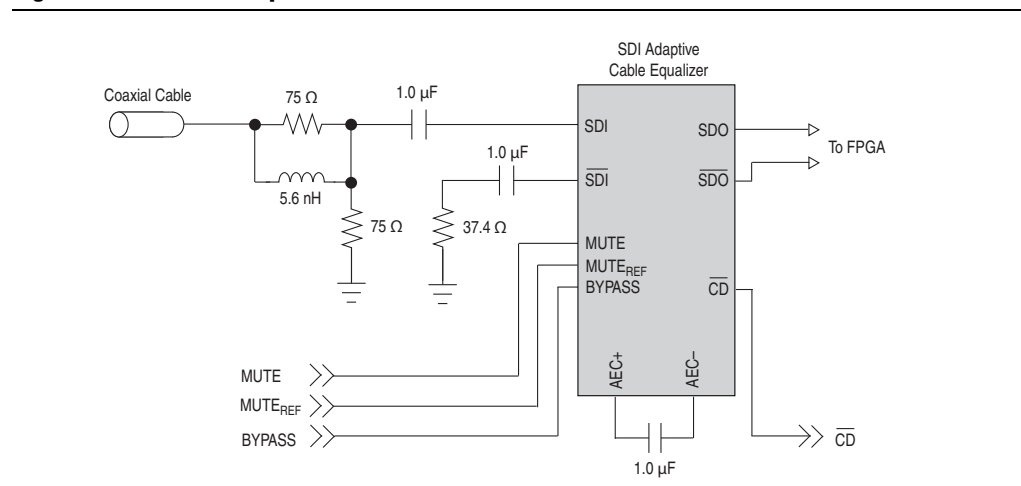 SDI Adaptive
Cable Equalizer
Coaxial Cable
75 Ω
1.0 µF
SDI
SDO
To FPGA
1.0 µF
SDI
SDO
5.6 nH
75 Ω
37.4 Ω
MUTE
MUTEREF
BYPASS
CD
AEC+
AEC–
MUTE
MUTEREF
BYPASS
CD
1.0 µF